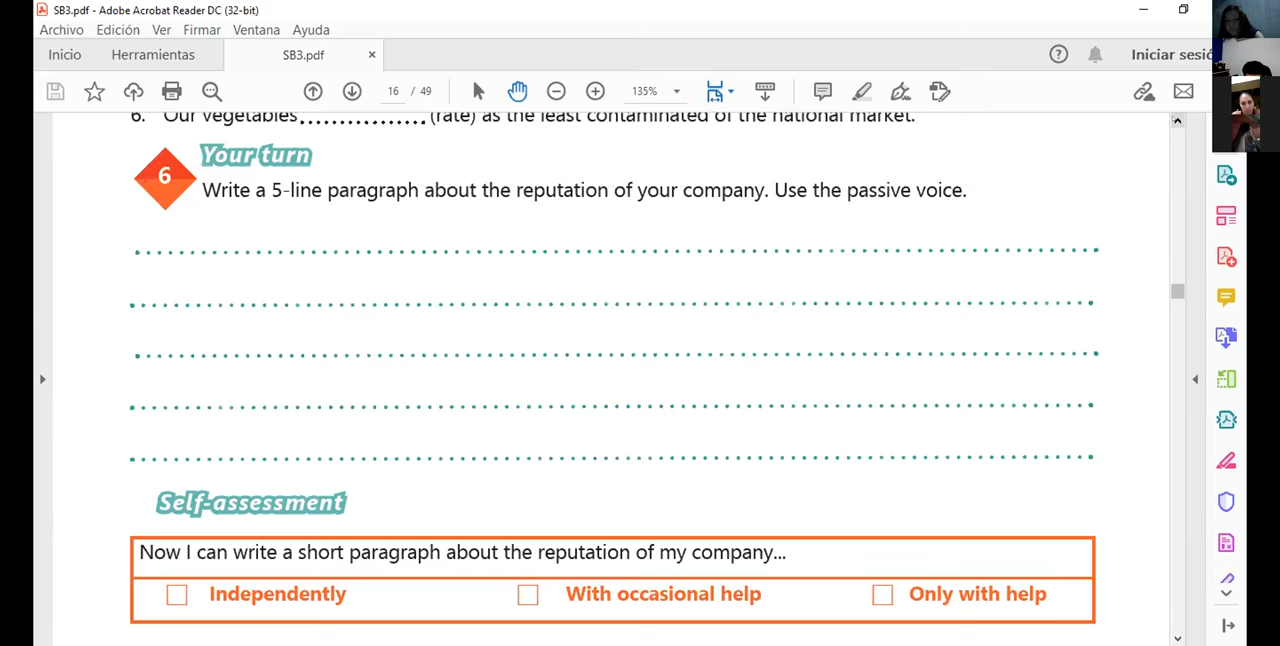 SB3.pdf - Adobe Acrobat Reader DC (32-bit)
Archivo Edición Ver Firmar Ventana Ayuda
Inicio Herramientas SB3.pdf × Iniciar sesió
16 / 49 135%
6. Our vegetables............... (rate) as the least contaminated of the national market.
Your turn
6
Write a 5-line paragraph about the reputation of your company. Use the passive voice.
Self-assessment
Now I can write a short paragraph about the reputation of my company...
Independently With occasional help Only with help